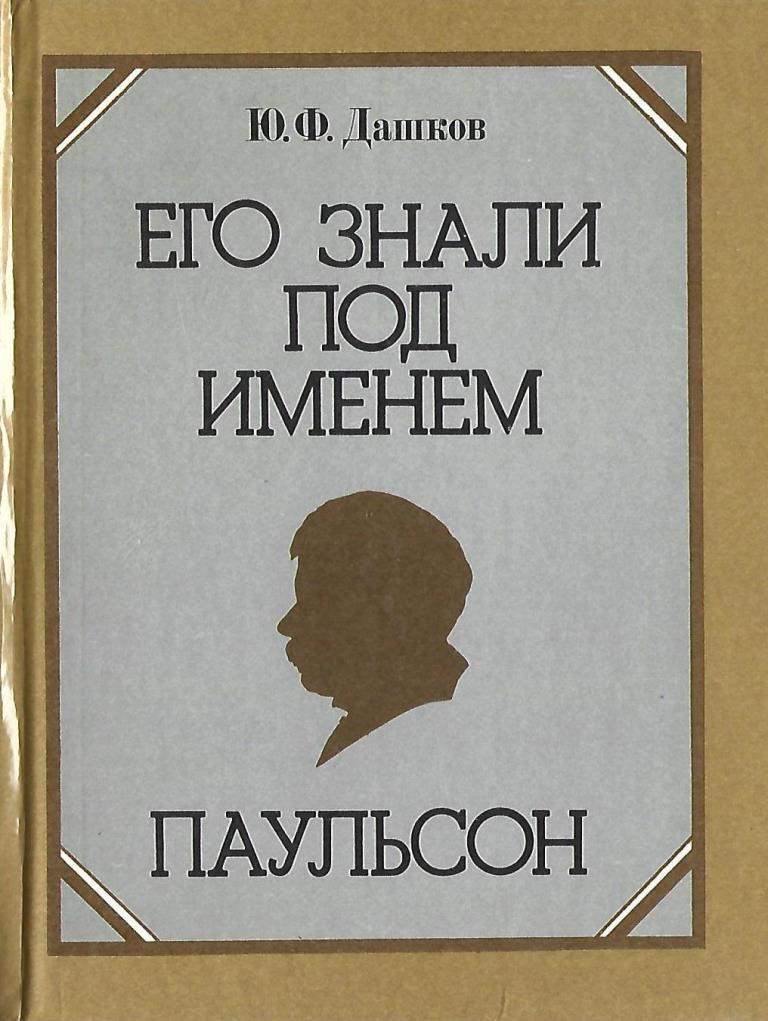 Ю. Ф. Дашков
ЕГО ЗНАЛИ
ПОД
ИМЕНЕМ
ПАУЛЬСОН